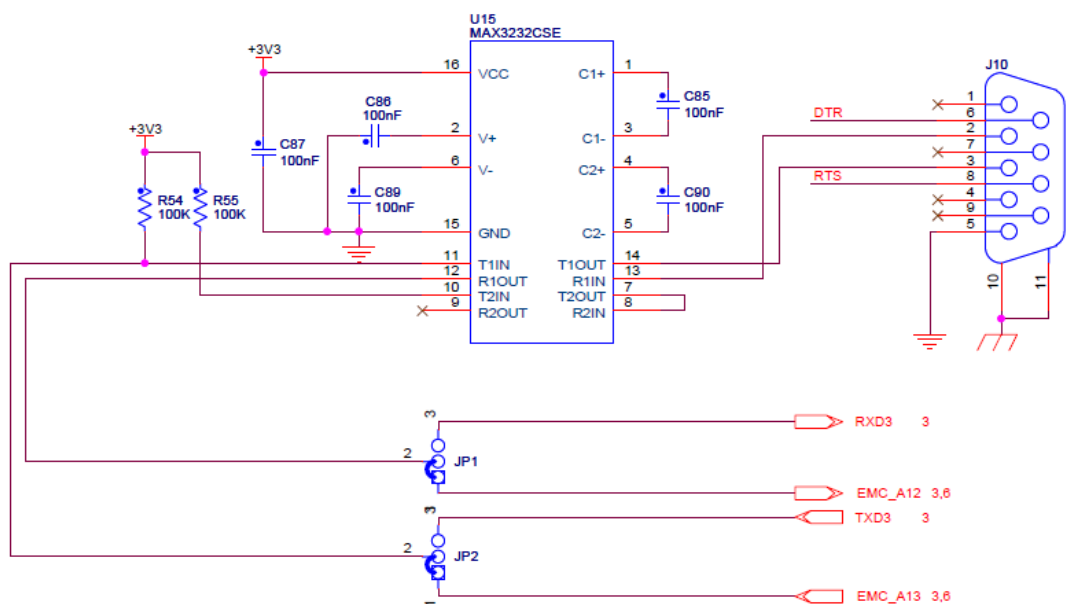 U15
MAX3232CSE
+3V3
16 VCC C1+ 1
C86
100nF
C85
100nF
2 V+ C1- 3
C87
100nF
6 V- C2+ 4
C89
100nF
C90
100nF
15 GND C2- 5
11 T1IN T1OUT 14
12 R1OUT R1IN 13
10 T2IN T2OUT 7
9 R2OUT R2IN 8
+3V3
R54
100K
R55
100K
J10
1
DTR 6
2
7
3
RTS 8
4
9
5
10
11
3
RXD3 3
2
JP1
1
EMC_A12 3,6
3
TXD3 3
2
JP2
1
EMC_A13 3,6